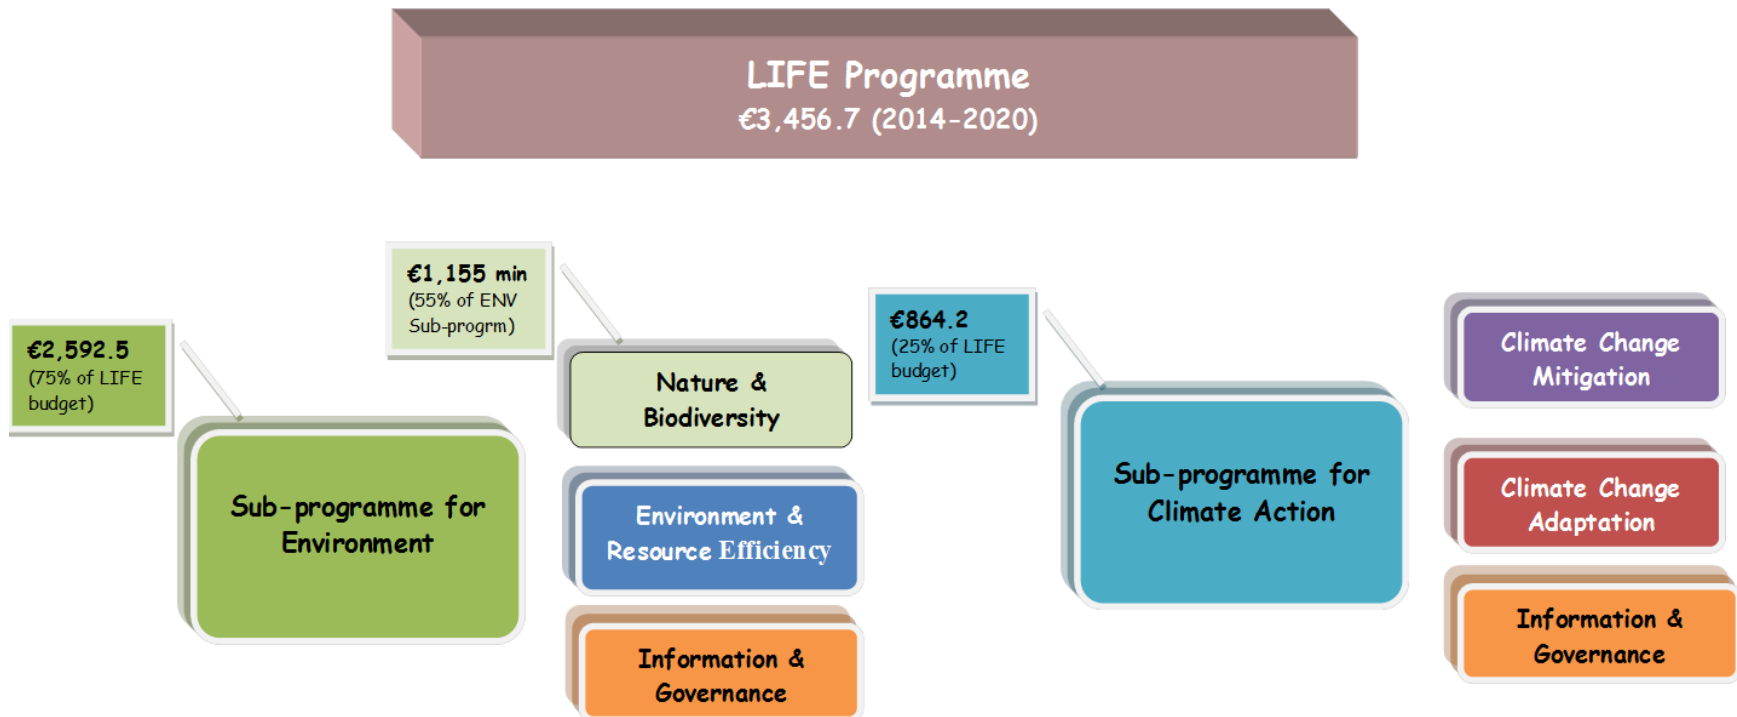 LIFE Programme
€3,456.7 (2014-2020)
€2,592.5
(75% of LIFE
budget)
Sub-programme for
Environment
€1,155 min
(55% of ENV
Sub-progrm)
Nature &
Biodiversity
Environment &
Resource Efficiency
Information &
Governance
€864.2
(25% of LIFE
budget)
Sub-programme for
Climate Action
Climate Change
Mitigation
Climate Change
Adaptation
Information &
Governance